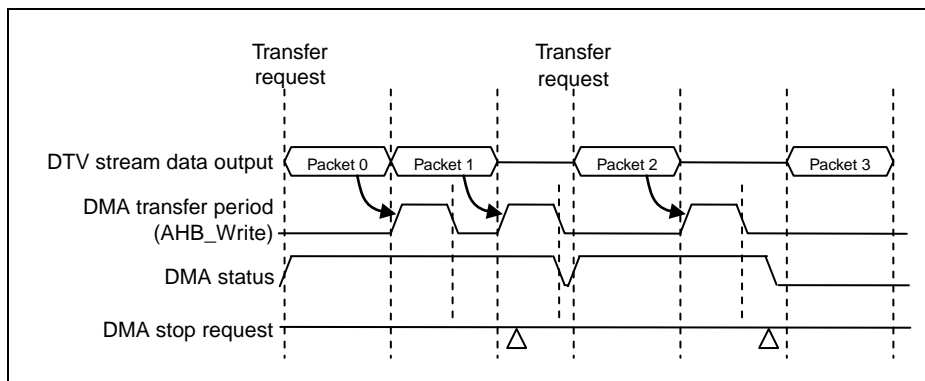 Transfer
request
Transfer
request
DTV stream data output
Packet 0
Packet 1
Packet 2
Packet 3
DMA transfer period
(AHB_Write)
DMA status
DMA stop request